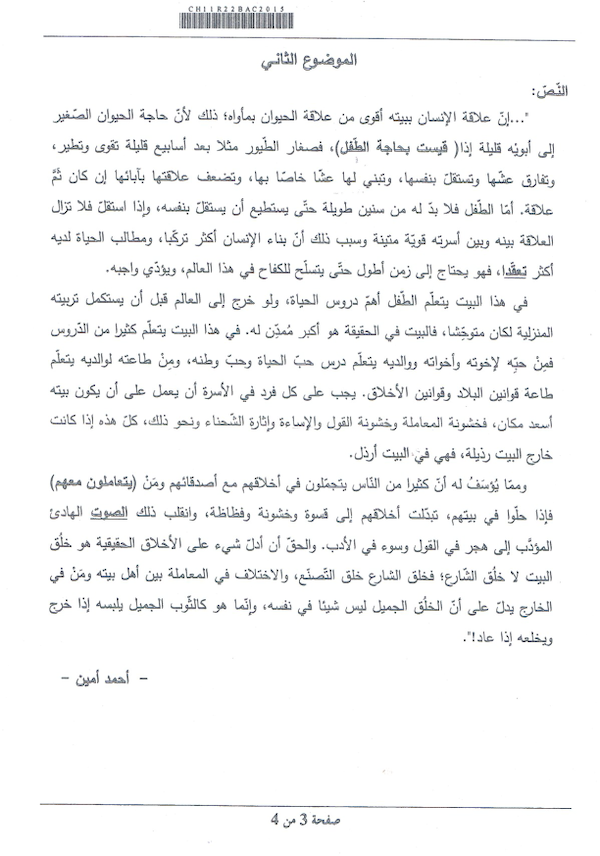 CH11R22BAC2015
الموضوع الثاني
النّصّ:
"...إنّ علاقة الإنسان ببيته أقوى من علاقة الحيوان بمأواه؛ ذلك لأنّ حاجة الحيوان الصّغير
إلى أبويْه قليلة إذا( قيست بحاجة الطّفل)، فصغار الطّيور مثلا بعد أسابيع قليلة تقوى وتطير،
وتفارق عشّها وتستقلّ بنفسها، وتبني لها عشّا خاصّا بها، وتضعف علاقتها بآبائها إن كان ثَمَّ
علاقة. أمّا الطّفل فلا بدّ له من سنين طويلة حتّى يستطيع أن يستقلّ بنفسه، وإذا استقلّ فلا تزال
العلاقة بينه وبين أسرته قويّة متينة وسبب ذلك أنّ بناء الإنسان أكثر تركّبا، ومطالب الحياة لديه
أكثر تعقّدا، فهو يحتاج إلى زمن أطول حتّى يتسلّح للكفاح في هذا العالم، ويؤدّي واجبه.
في هذا البيت يتعلّم الطّفل أهمّ دروس الحياة، ولو خرج إلى العالم قبل أن يستكمل تربيته
المنزلية لكان متوحّشا، فالبيت في الحقيقة هو أكبر مُمدّن له. في هذا البيت يتعلّم كثيرا من الدّروس
فمِنْ حبّه لإخوته وأخواته ووالديه يتعلّم درس حبّ الحياة وحبّ وطنه، ومِنْ طاعته لوالديه يتعلّم
طاعة قوانين البلاد وقوانين الأخلاق. يجب على كل فرد في الأسرة أن يعمل على أن يكون بيته
أسعد مكان، فخشونة المعاملة وخشونة القول والإساءة وإثارة الشّحناء ونحو ذلك، كلّ هذه إذا كانت
خارج البيت رذيلة، فهي في البيت أرذل.
وممّا يُؤسَفُ له أنّ كثيرا من النّاس يتجمّلون في أخلاقهم مع أصدقائهم ومَنْ (يتعاملون معهم)
فإذا حلّوا في بيتهم، تبدّلت أخلاقهم إلى قسوة وخشونة وفظاظة، وانقلب ذلك الصوت الهادئ
المؤدّب إلى هجر في القول وسوء في الأدب. والحقّ أن أدلّ شيء على الأخلاق الحقيقية هو خلُق
البيت لا خلُق الشّارع؛ فخلق الشارع خلق التّصنّع، والاختلاف في المعاملة بين أهل بيته ومَنْ في
الخارج يدلّ على أنّ الخلُق الجميل ليس شيئا في نفسه، وإنّما هو كالثّوب الجميل يلبسه إذا خرج
ويخلعه إذا عاد!".
- أحمد أمين -
صفحة 3 من 4